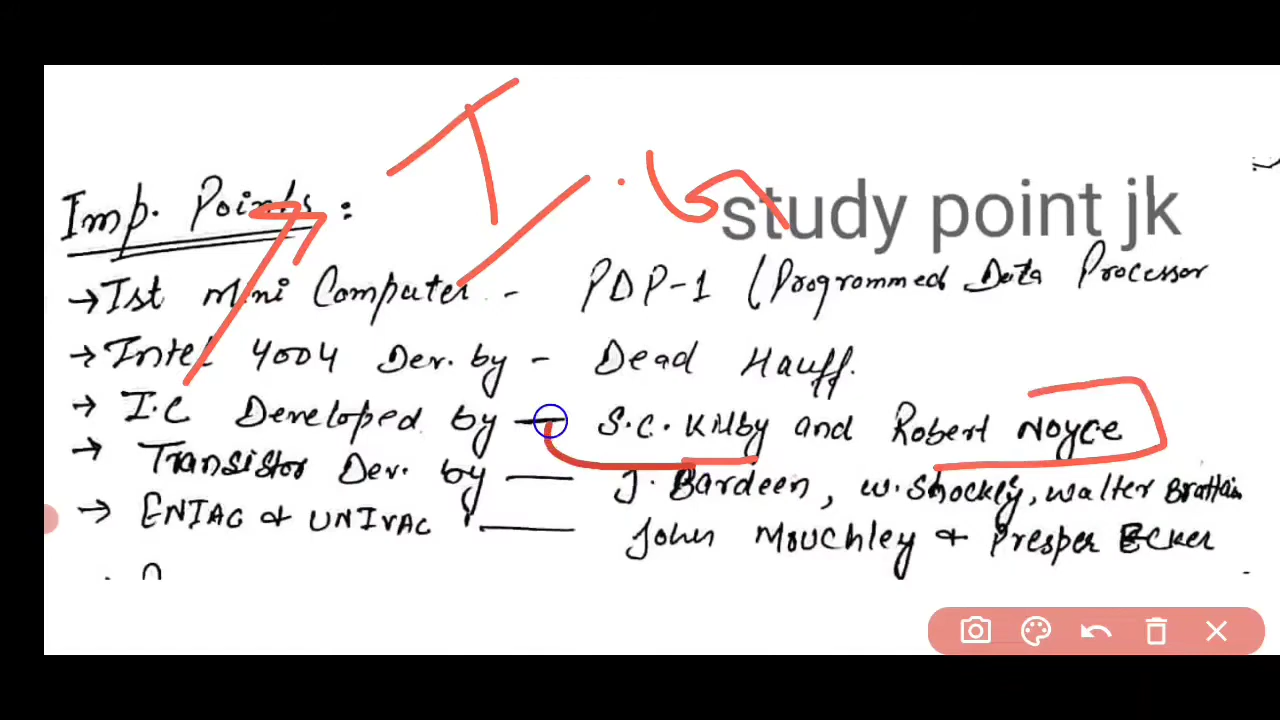 Imp. Points :
study point jk
→ Ist Mini Computer - PDP-1 (Programmed Data Processor
→ Intel 4004 Dev. by - Dead Hauff.
→ I.C Developed by — S.C. Kilby and Robert Noyce
→ Transistor Dev. by — J. Bardeen, W. Shockly, Walter Brattain
→ ENIAC & UNIVAC — John Mouchley & Presper Ecker